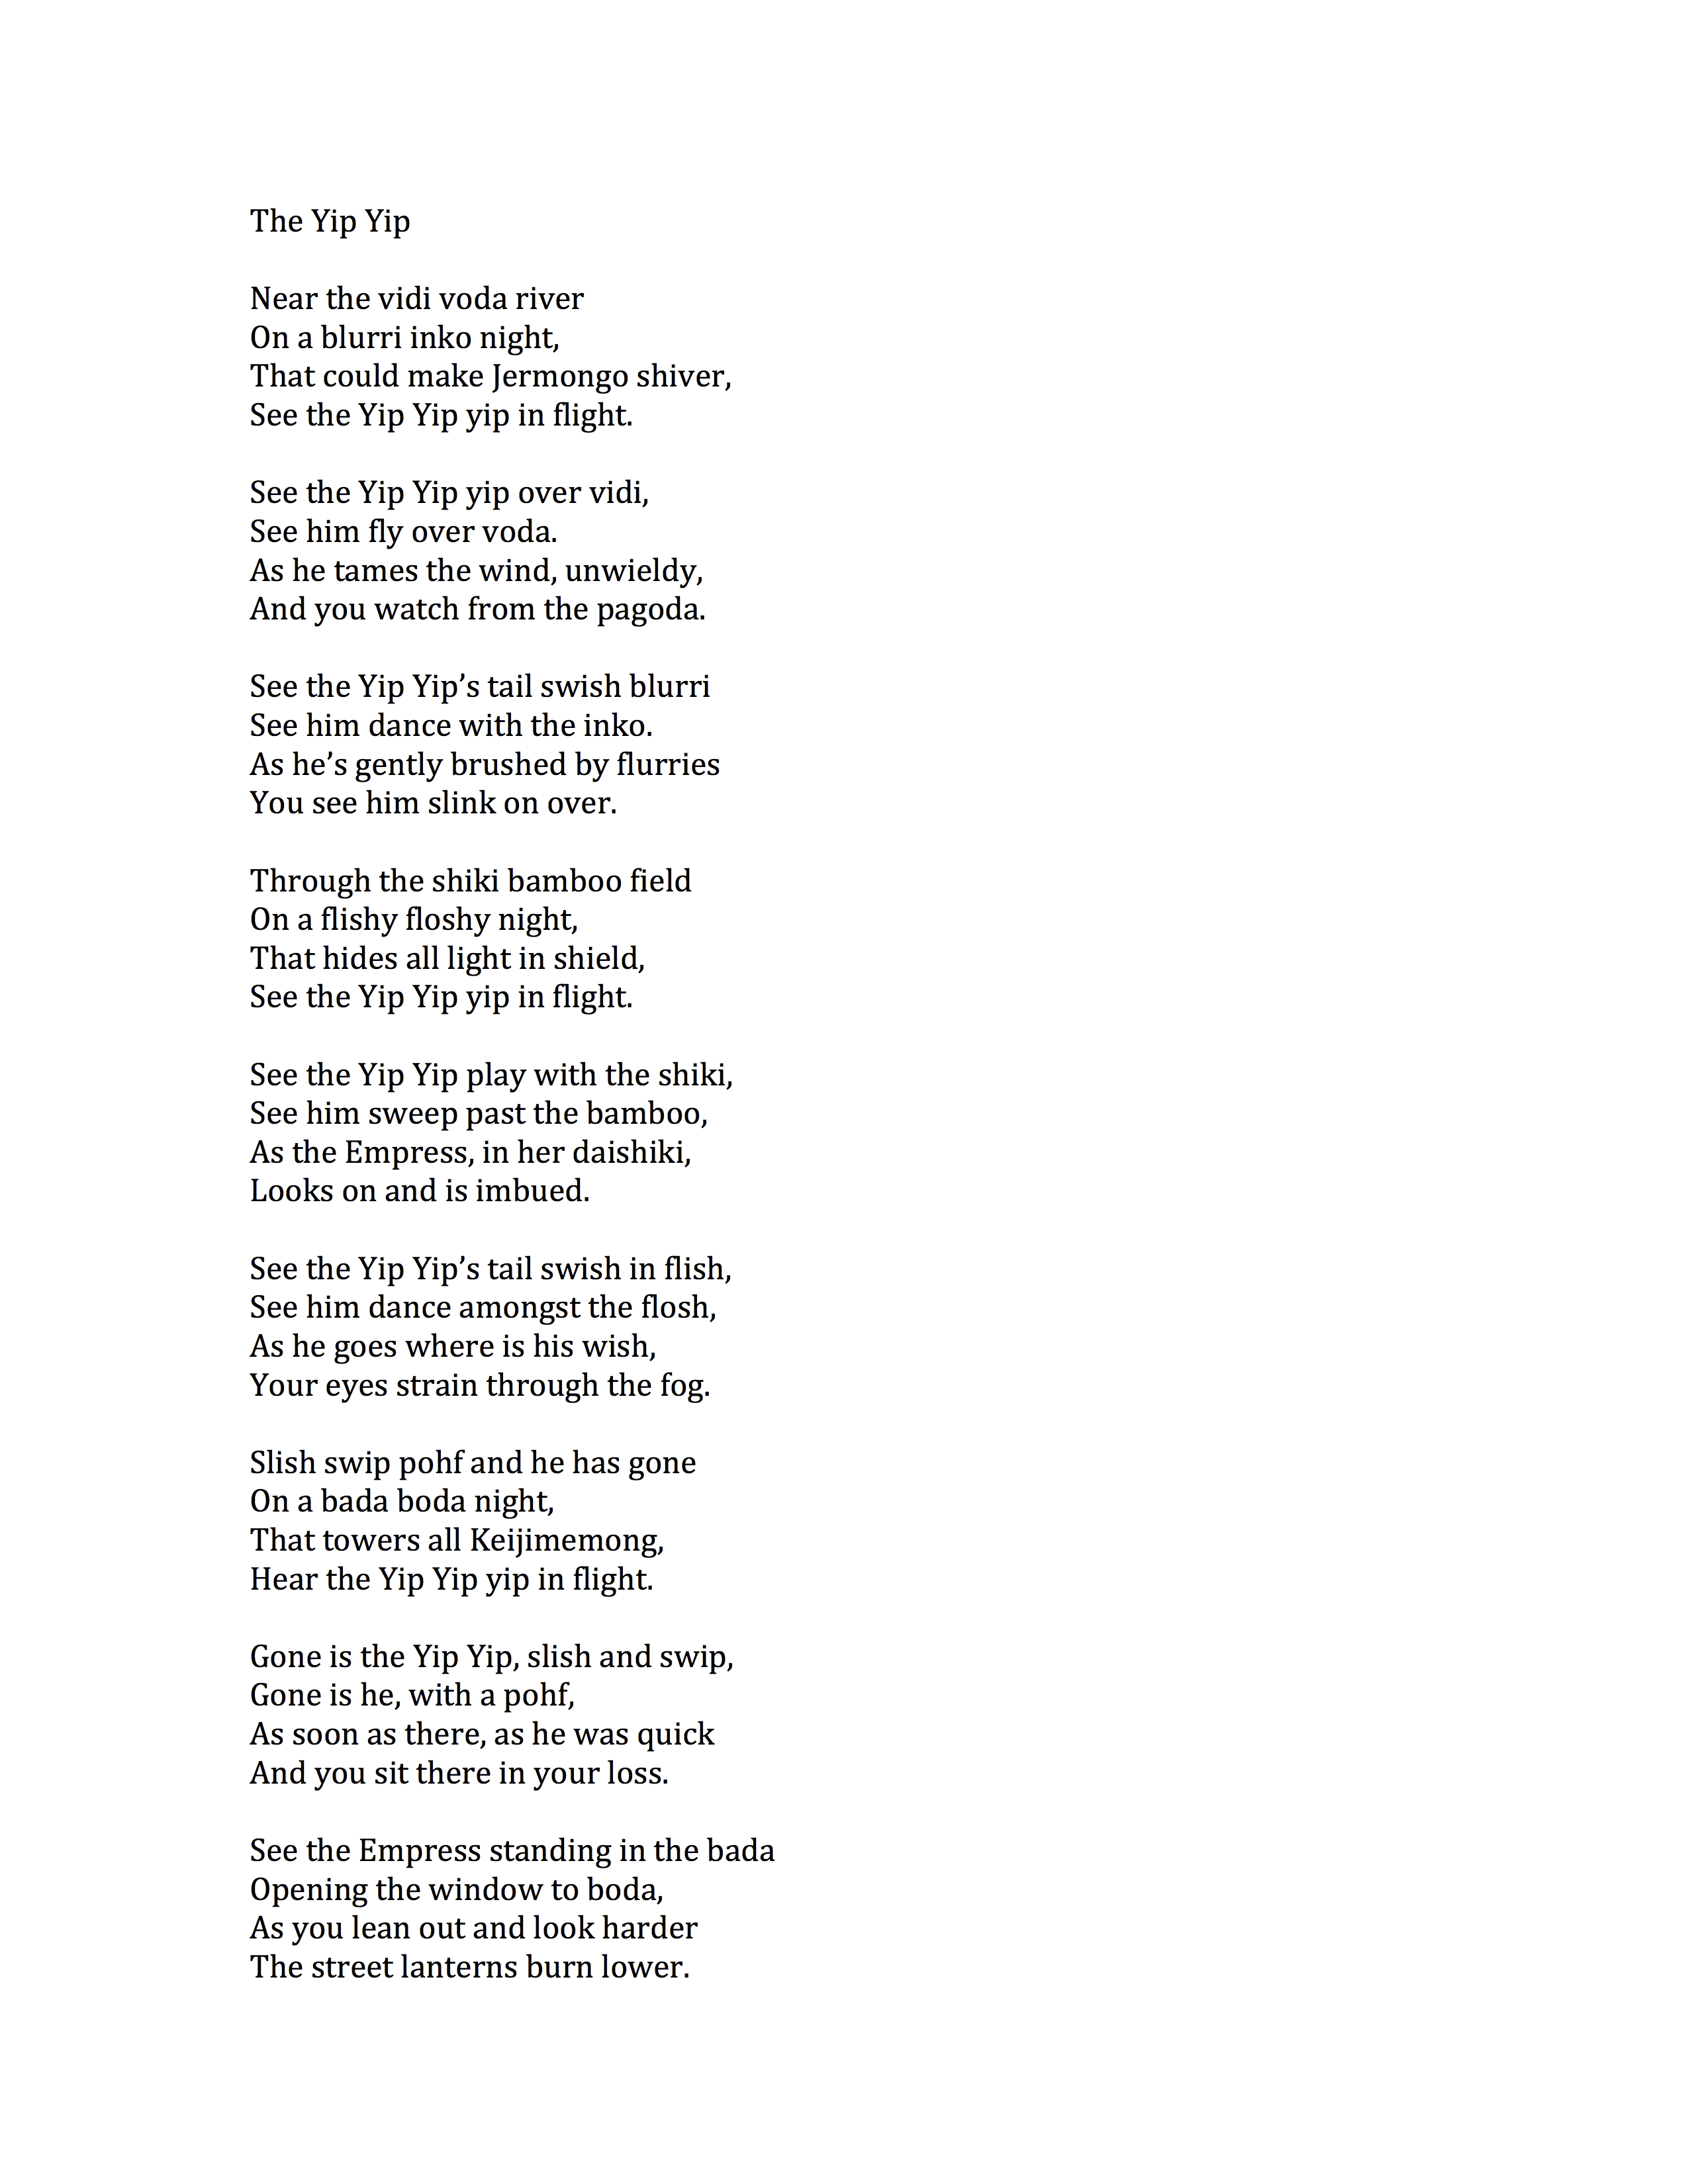 The Yip Yip
Near the vidi voda river
On a blurri inko night,
That could make Jermongo shiver,
See the Yip Yip yip in flight.
See the Yip Yip yip over vidi,
See him fly over voda.
As he tames the wind, unwieldy,
And you watch from the pagoda.
See the Yip Yip’s tail swish blurri
See him dance with the inko.
As he’s gently brushed by flurries
You see him slink on over.
Through the shiki bamboo field
On a flishy floshy night,
That hides all light in shield,
See the Yip Yip yip in flight.
See the Yip Yip play with the shiki,
See him sweep past the bamboo,
As the Empress, in her daishiki,
Looks on and is imbued.
See the Yip Yip’s tail swish in flish,
See him dance amongst the flosh,
As he goes where is his wish,
Your eyes strain through the fog.
Slish swip pohf and he has gone
On a bada boda night,
That towers all Keijimemong,
Hear the Yip Yip yip in flight.
Gone is the Yip Yip, slish and swip,
Gone is he, with a pohf,
As soon as there, as he was quick
And you sit there in your loss.
See the Empress standing in the bada
Opening the window to boda,
As you lean out and look harder
The street lanterns burn lower.